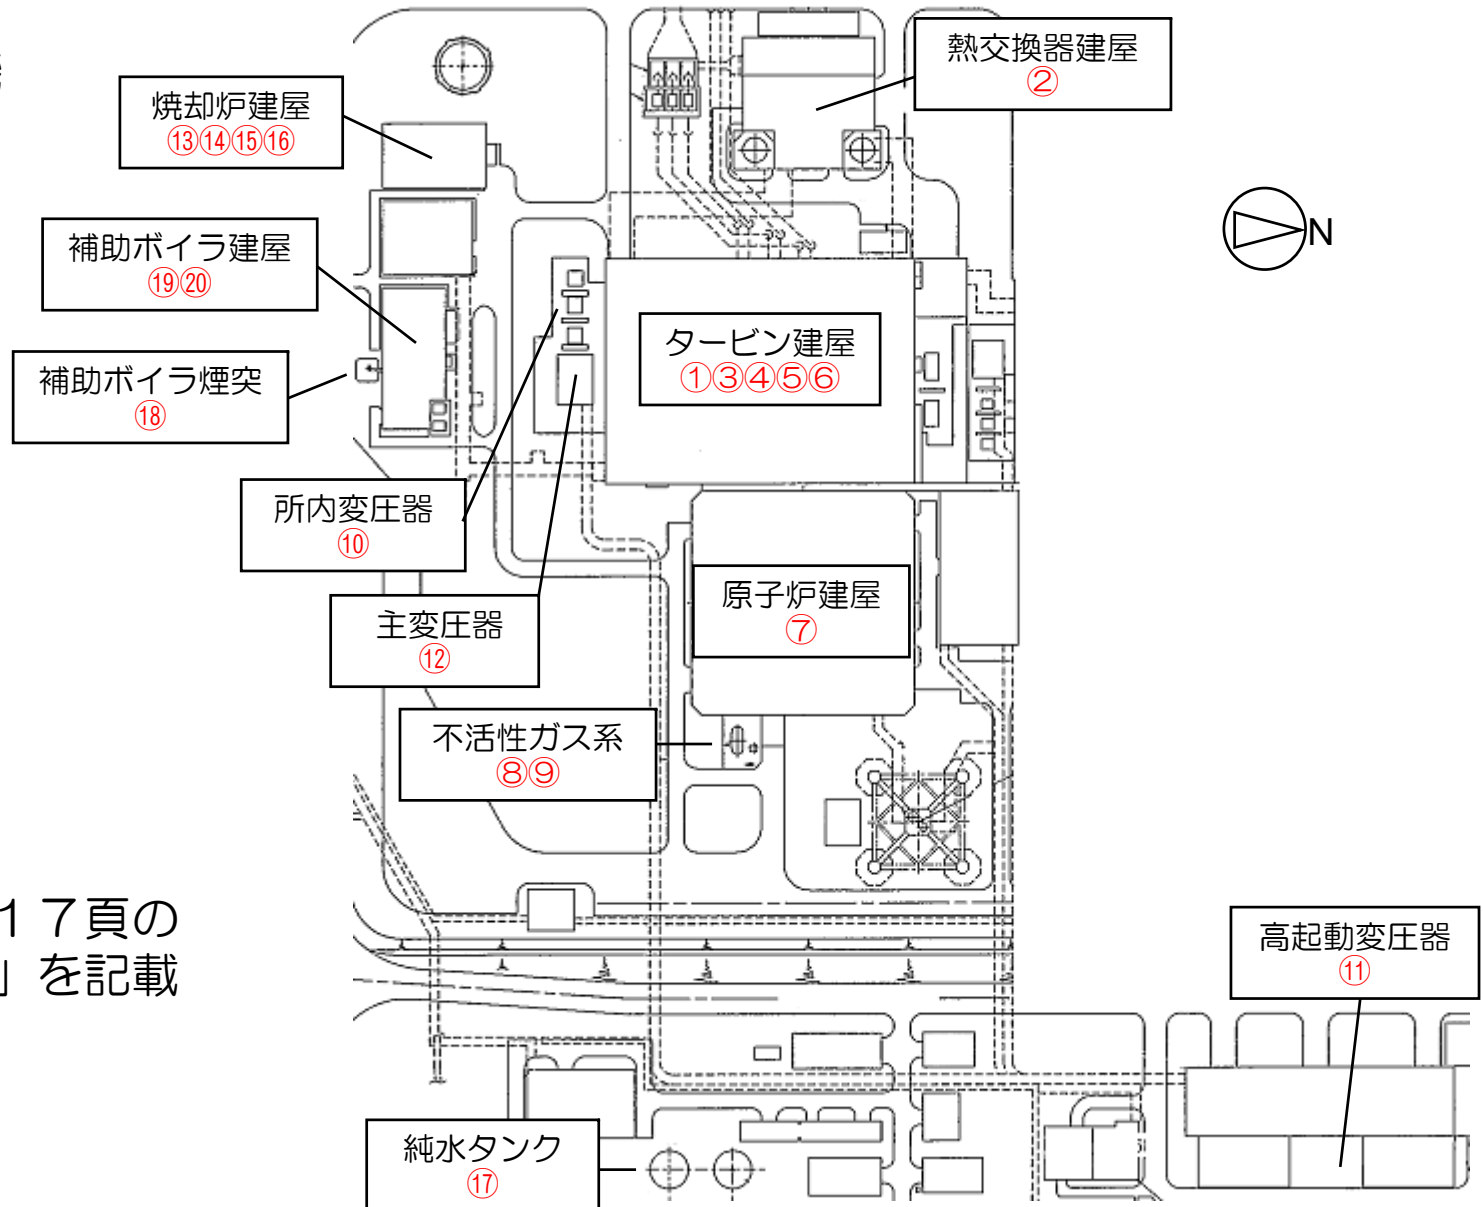 熱交換器建屋
②
焼却炉建屋
⑬⑭⑮⑯
N
補助ボイラ建屋
⑲⑳
タービン建屋
①③④⑤⑥
補助ボイラ煙突
⑱
所内変圧器
⑩
原子炉建屋
⑦
主変圧器
⑫
不活性ガス系
⑧⑨
１７頁の
」を記載
高起動変圧器
⑪
純水タンク
⑰